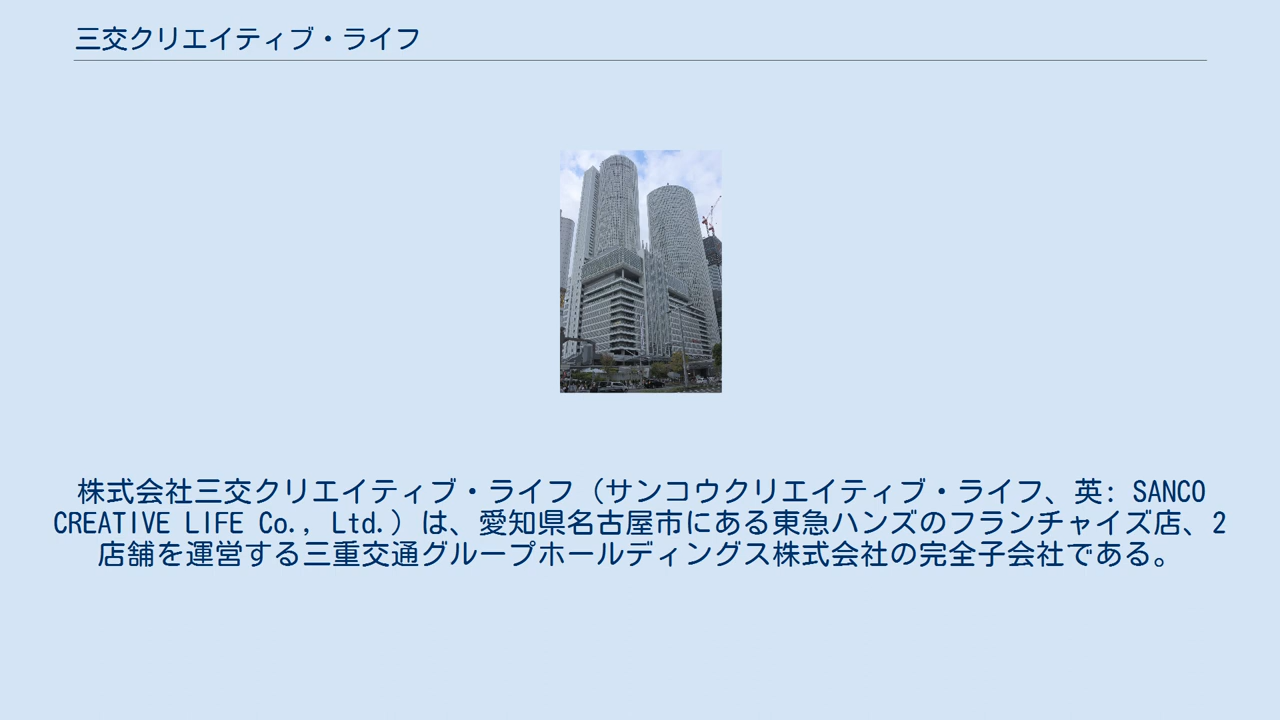 三交クリエイティブ・ライフ
株式会社三交クリエイティブ・ライフ（サンコウクリエイティブ・ライフ、英: SANCO
CREATIVE LIFE Co., Ltd.）は、愛知県名古屋市にある東急ハンズのフランチャイズ店、2
店舗を運営する三重交通グループホールディングス株式会社の完全子会社である。